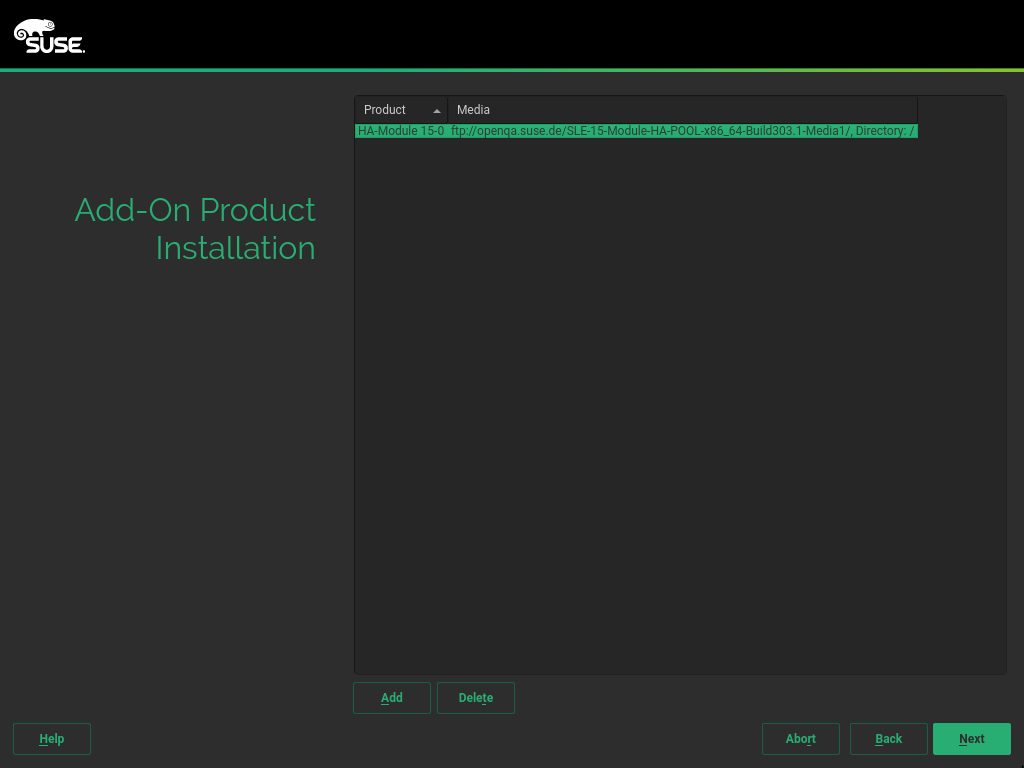 SUSE.
Add-On Product
Installation
Product Media
HA-Module 15-0 ftp://openqa.suse.de/SLE-15-Module-HA-POOL-x86_64-Build303.1-Media1/, Directory: /
Add Delete
Help Abort Back Next